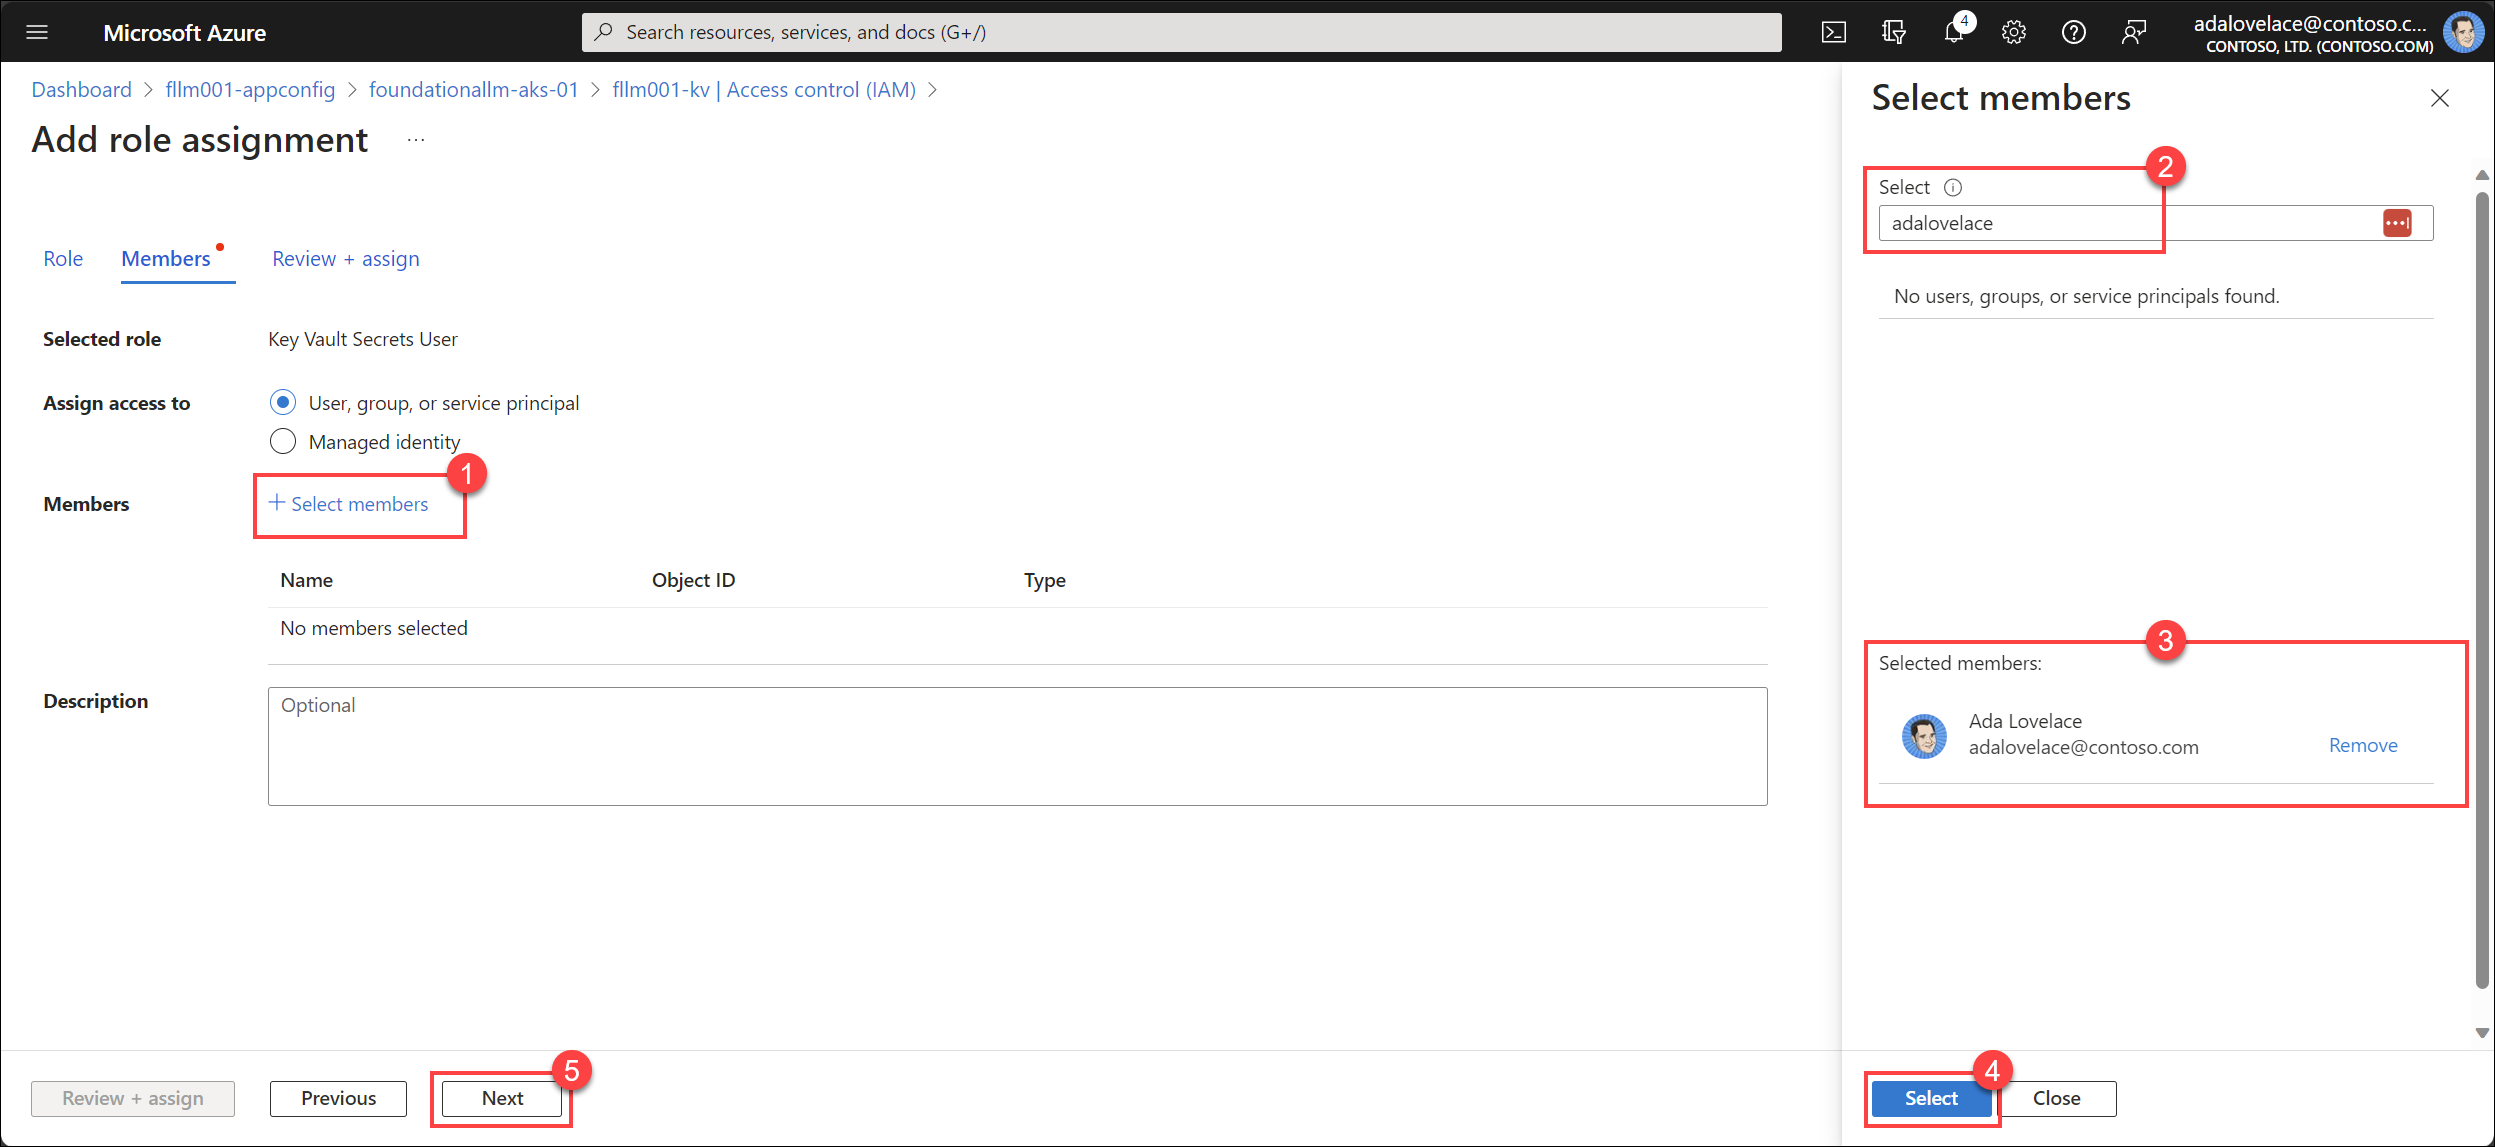 Microsoft Azure
Search resources, services, and docs (G+/)
4
adalovelace@contoso.c...
CONTOSO, LTD. (CONTOSO.COM)
Dashboard > fllm001-appconfig > foundationallm-aks-01 > fllm001-kv | Access control (IAM) >
Add role assignment ...
Role
Members
Review + assign
Selected role
Key Vault Secrets User
Assign access to
User, group, or service principal
Managed identity
1
Members
+ Select members
Name
Object ID
Type
No members selected
Description
Optional
Review + assign
Previous
Next
5
Select members
2
Select
adalovelace
No users, groups, or service principals found.
3
Selected members:
Ada Lovelace
adalovelace@contoso.com
Remove
4
Select
Close